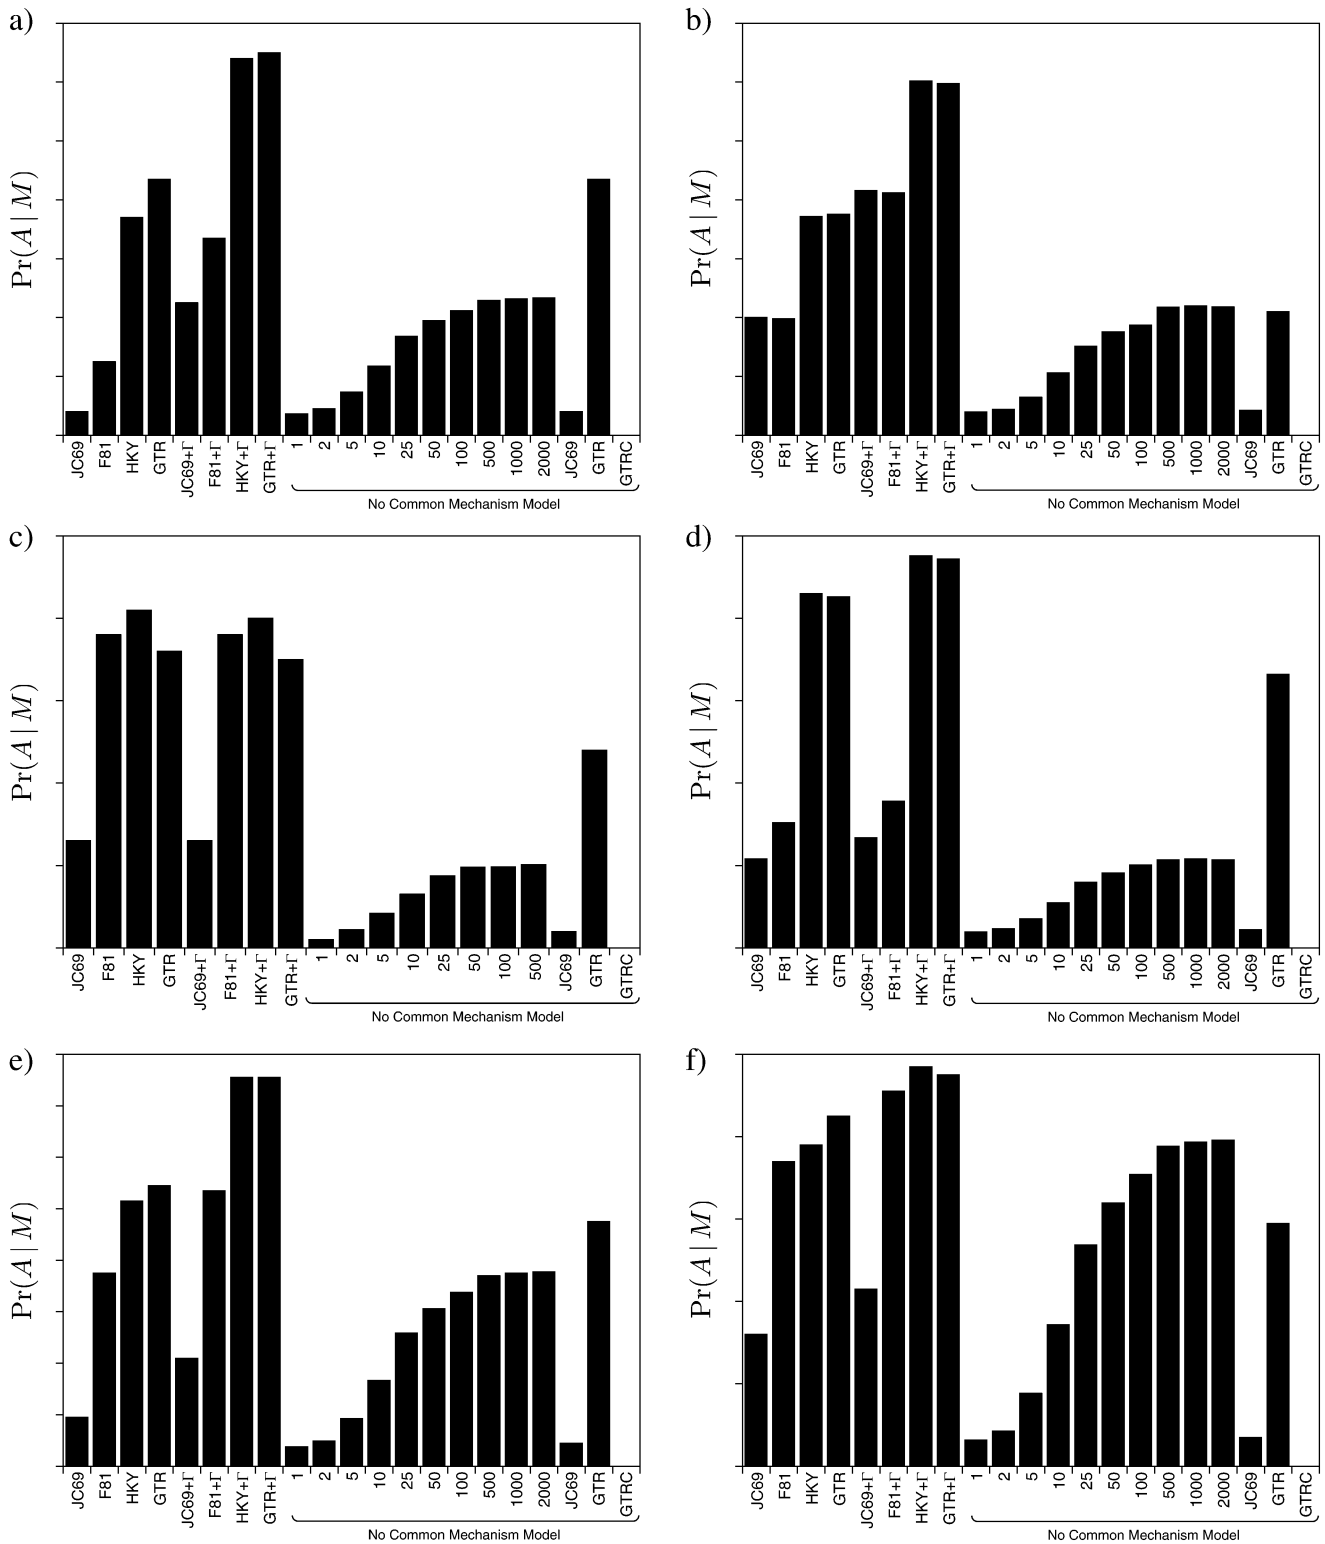 a)
Pr(A | M)
JC69 F81 HKY GTR JC69+Γ F81+Γ HKY+Γ GTR+Γ 1 2 5 10 25 50 100 500 1000 2000 JC69 GTR GTRC
No Common Mechanism Model
b)
Pr(A | M)
JC69 F81 HKY GTR JC69+Γ F81+Γ HKY+Γ GTR+Γ 1 2 5 10 25 50 100 500 1000 2000 JC69 GTR GTRC
No Common Mechanism Model
c)
Pr(A | M)
JC69 F81 HKY GTR JC69+Γ F81+Γ HKY+Γ GTR+Γ 1 2 5 10 25 50 100 500 JC69 GTR GTRC
No Common Mechanism Model
d)
Pr(A | M)
JC69 F81 HKY GTR JC69+Γ F81+Γ HKY+Γ GTR+Γ 1 2 5 10 25 50 100 500 1000 2000 JC69 GTR GTRC
No Common Mechanism Model
e)
Pr(A | M)
JC69 F81 HKY GTR JC69+Γ F81+Γ HKY+Γ GTR+Γ 1 2 5 10 25 50 100 500 1000 2000 JC69 GTR GTRC
No Common Mechanism Model
f)
Pr(A | M)
JC69 F81 HKY GTR JC69+Γ F81+Γ HKY+Γ GTR+Γ 1 2 5 10 25 50 100 500 1000 2000 JC69 GTR GTRC
No Common Mechanism Model